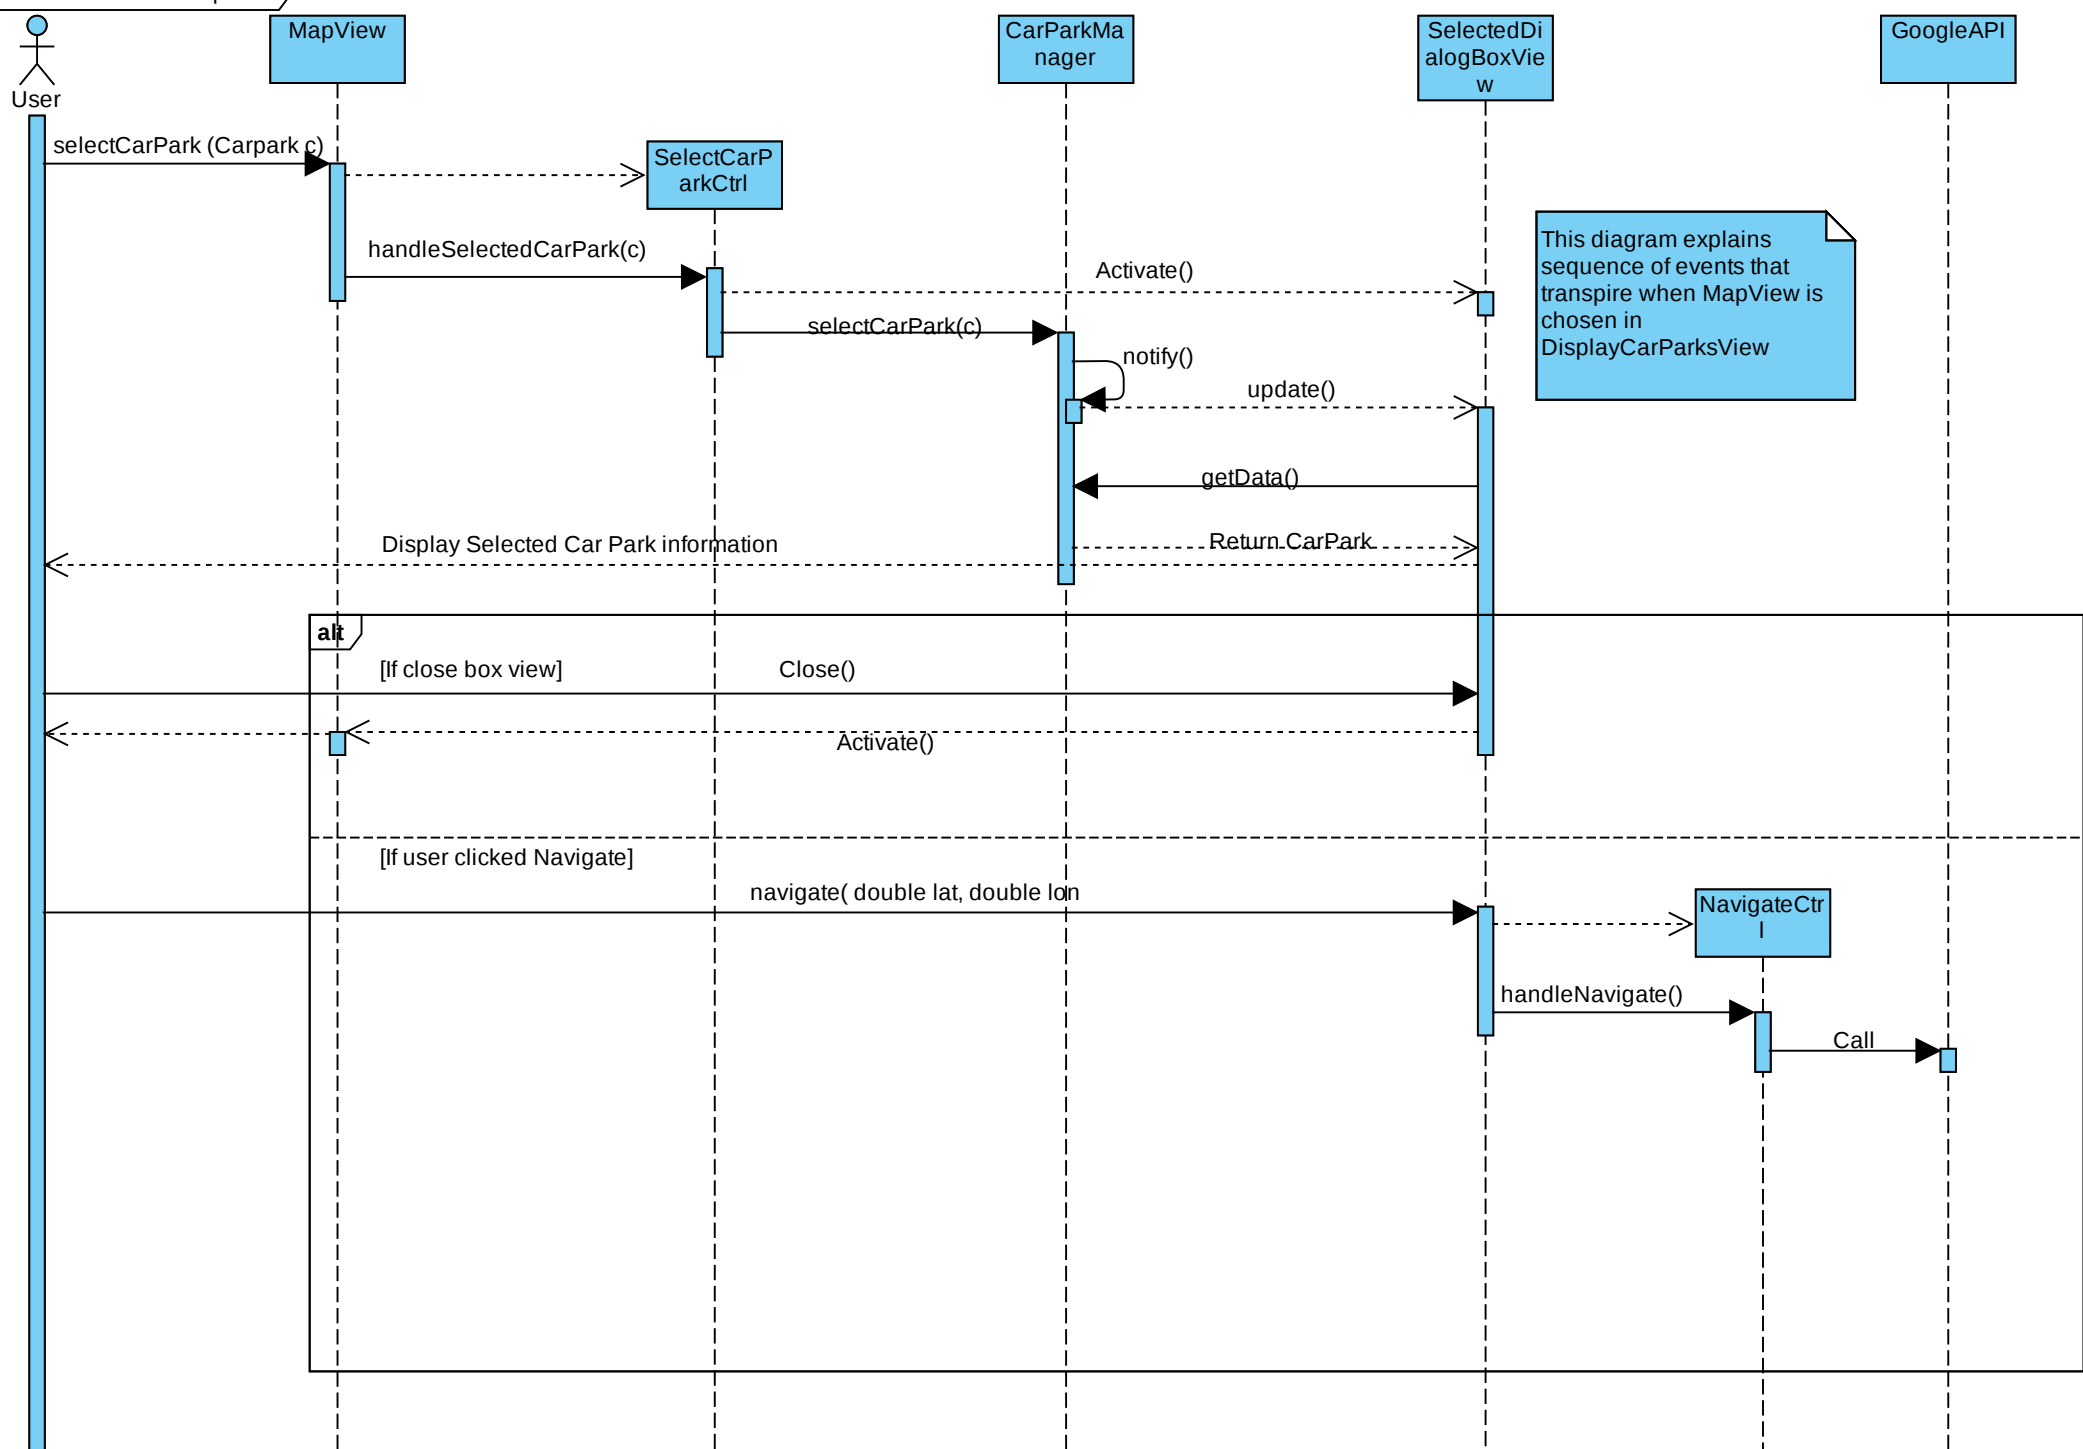 MapView
CarParkMa
nager
SelectedDi
alogBoxVie
w
GoogleAPI
User
selectCarPark (Carpark c)
SelectCarP
arkCtrl
handleSelectedCarPark(c)
This diagram explains
sequence of events that
transpire when MapView is
chosen in
DisplayCarParksView
Activate()
selectCarPark(c)
notify()
update()
getData()
Return CarPark
Display Selected Car Park information
alt
[If close box view]
Close()
Activate()
[If user clicked Navigate]
navigate( double lat, double lon
NavigateCtr
l
handleNavigate()
Call